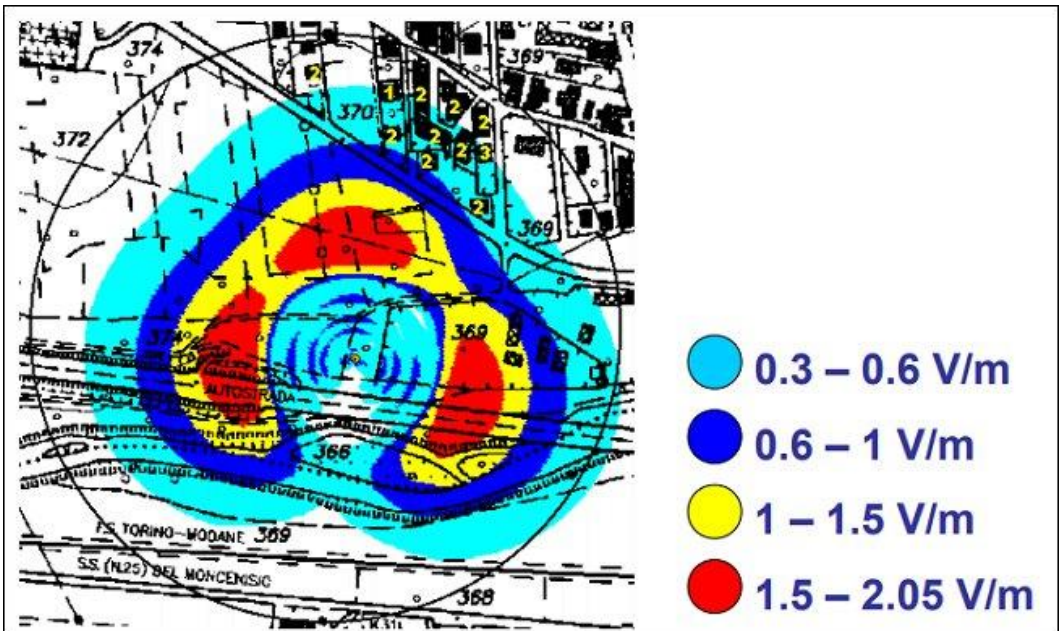 374
369
2
1
2
370
2
2
372
2
2
2
2
3
2
369
369
374
AUTOSTRADA
366
F.S. TORINO-MODANE 369
S.S. (N.25) DEL MONCENISIO
368
0.3 – 0.6 V/m
0.6 – 1 V/m
1 – 1.5 V/m
1.5 – 2.05 V/m